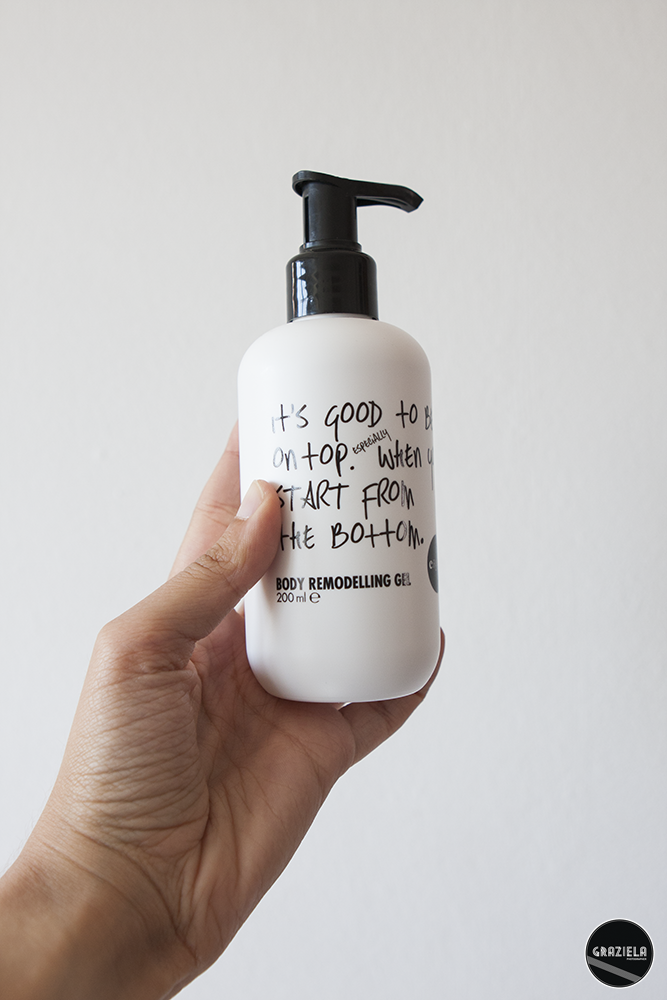 It's GOOD to B
On top. ESPECIALLY WHEN y
START FROM
tHE BOttOM.
BODY REMODELLING GEL
200 ml ℮
GRAZIELA